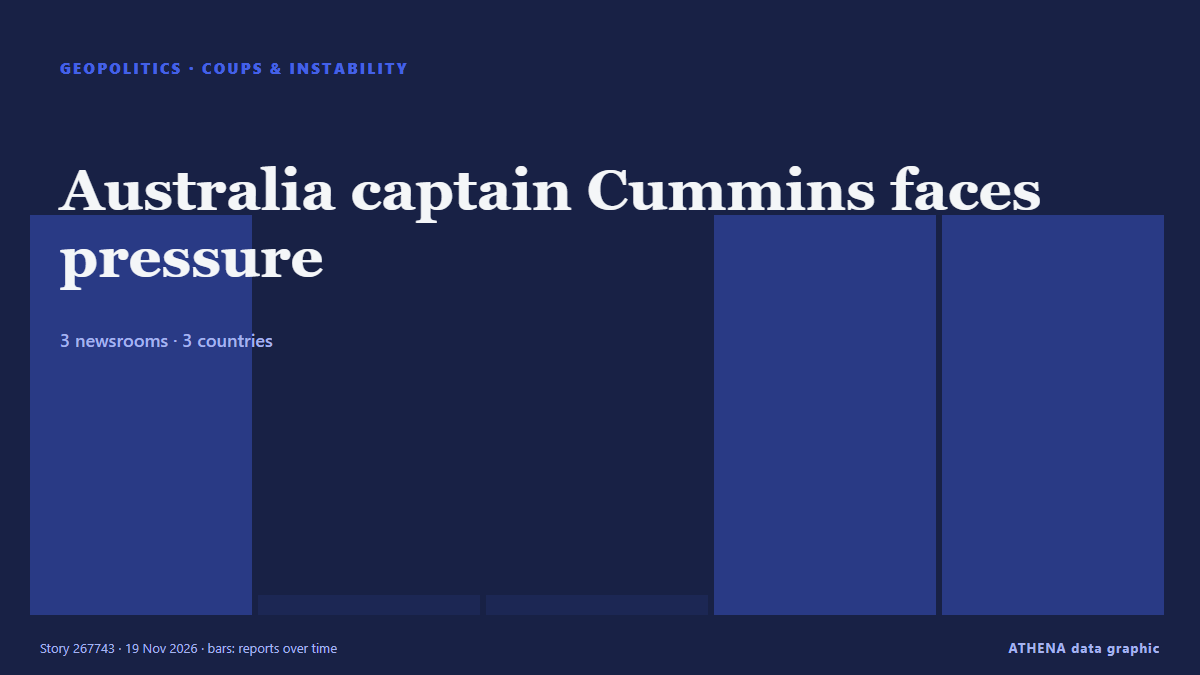 GEOPOLITICS · COUPS & INSTABILITY
Australia captain Cummins faces
pressure
3 newsrooms · 3 countries
Story 267743 · 19 Nov 2026 · bars: reports over time
ATHENA data graphic